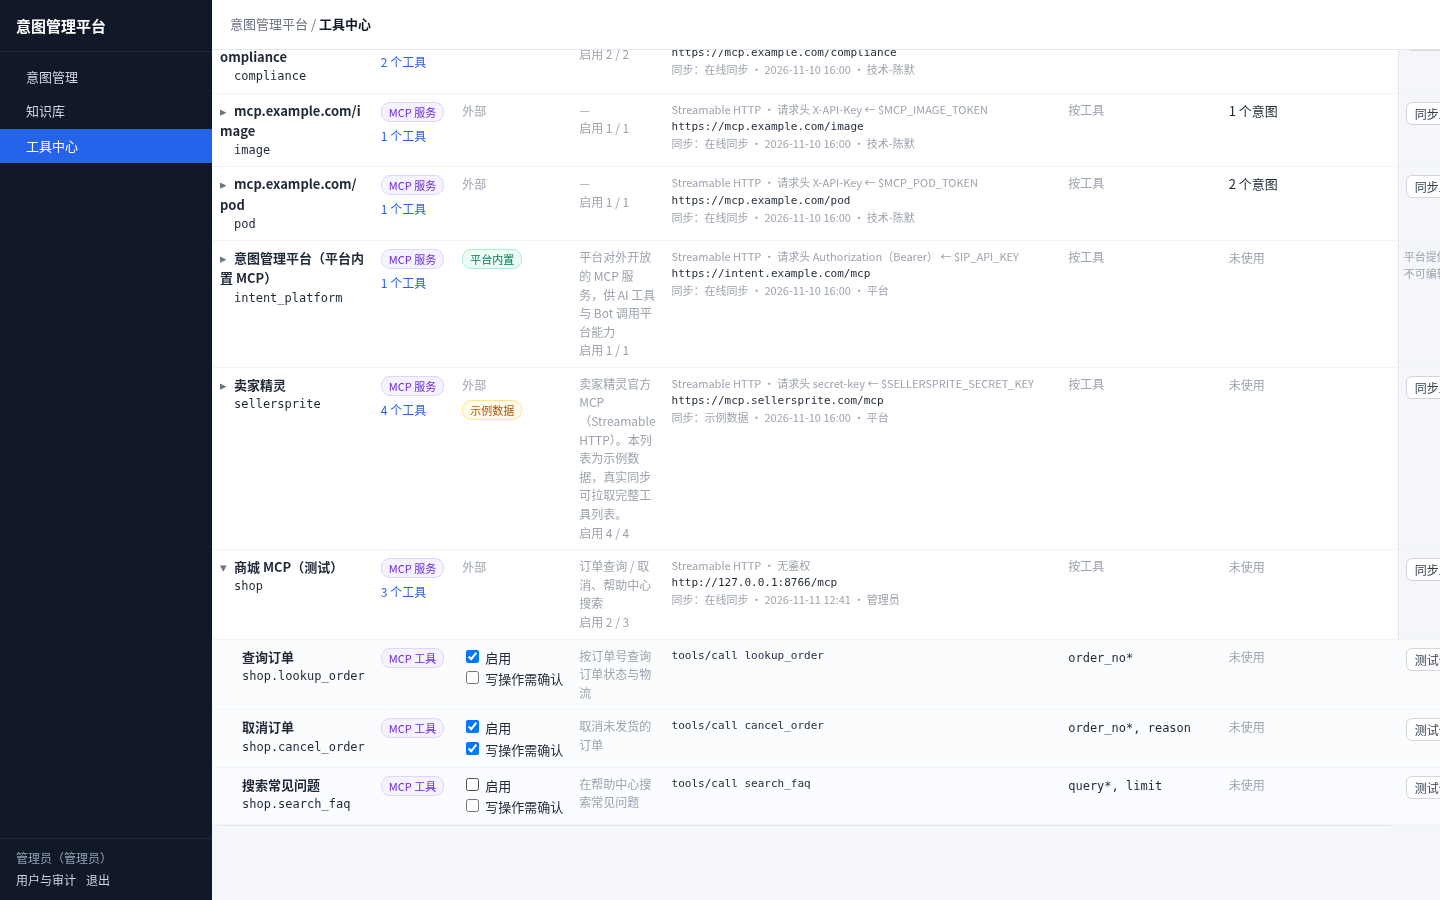 意图管理平台
意图管理
知识库
工具中心
管理员（管理员）
用户与审计 退出
意图管理平台 / 工具中心
ompliance
compliance
2 个工具
启用 2 / 2
https://mcp.example.com/compliance
同步：在线同步 · 2026-11-10 16:00 · 技术-陈默
▸ mcp.example.com/i
mage
image
MCP 服务
1 个工具
外部
—
启用 1 / 1
Streamable HTTP · 请求头 X-API-Key ← $MCP_IMAGE_TOKEN
https://mcp.example.com/image
同步：在线同步 · 2026-11-10 16:00 · 技术-陈默
按工具
1 个意图
同步
▸ mcp.example.com/
pod
pod
MCP 服务
1 个工具
外部
—
启用 1 / 1
Streamable HTTP · 请求头 X-API-Key ← $MCP_POD_TOKEN
https://mcp.example.com/pod
同步：在线同步 · 2026-11-10 16:00 · 技术-陈默
按工具
2 个意图
同步
▸ 意图管理平台（平台内
置 MCP）
intent_platform
MCP 服务
1 个工具
平台内置
平台对外开放
的 MCP 服
务，供 AI 工具
与 Bot 调用平
台能力
启用 1 / 1
Streamable HTTP · 请求头 Authorization（Bearer） ← $IP_API_KEY
https://intent.example.com/mcp
同步：在线同步 · 2026-11-10 16:00 · 平台
按工具
未使用
平台提
不可编
▸ 卖家精灵
sellersprite
MCP 服务
4 个工具
外部
示例数据
卖家精灵官方
MCP
（Streamable
HTTP）。本列
表为示例数
据，真实同步
可拉取完整工
具列表。
启用 4 / 4
Streamable HTTP · 请求头 secret-key ← $SELLERSPRITE_SECRET_KEY
https://mcp.sellersprite.com/mcp
同步：示例数据 · 2026-11-10 16:00 · 平台
按工具
未使用
同步
▾ 商城 MCP（测试）
shop
MCP 服务
3 个工具
外部
订单查询 / 取
消、帮助中心
搜索
启用 2 / 3
Streamable HTTP · 无鉴权
http://127.0.0.1:8766/mcp
同步：在线同步 · 2026-11-11 12:41 · 管理员
按工具
未使用
同步
查询订单
shop.lookup_order
MCP 工具
启用
写操作需确认
按订单号查询
订单状态与物
流
tools/call lookup_order
order_no*
未使用
测试
取消订单
shop.cancel_order
MCP 工具
启用
写操作需确认
取消未发货的
订单
tools/call cancel_order
order_no*, reason
未使用
测试
搜索常见问题
shop.search_faq
MCP 工具
启用
写操作需确认
在帮助中心搜
索常见问题
tools/call search_faq
query*, limit
未使用
测试